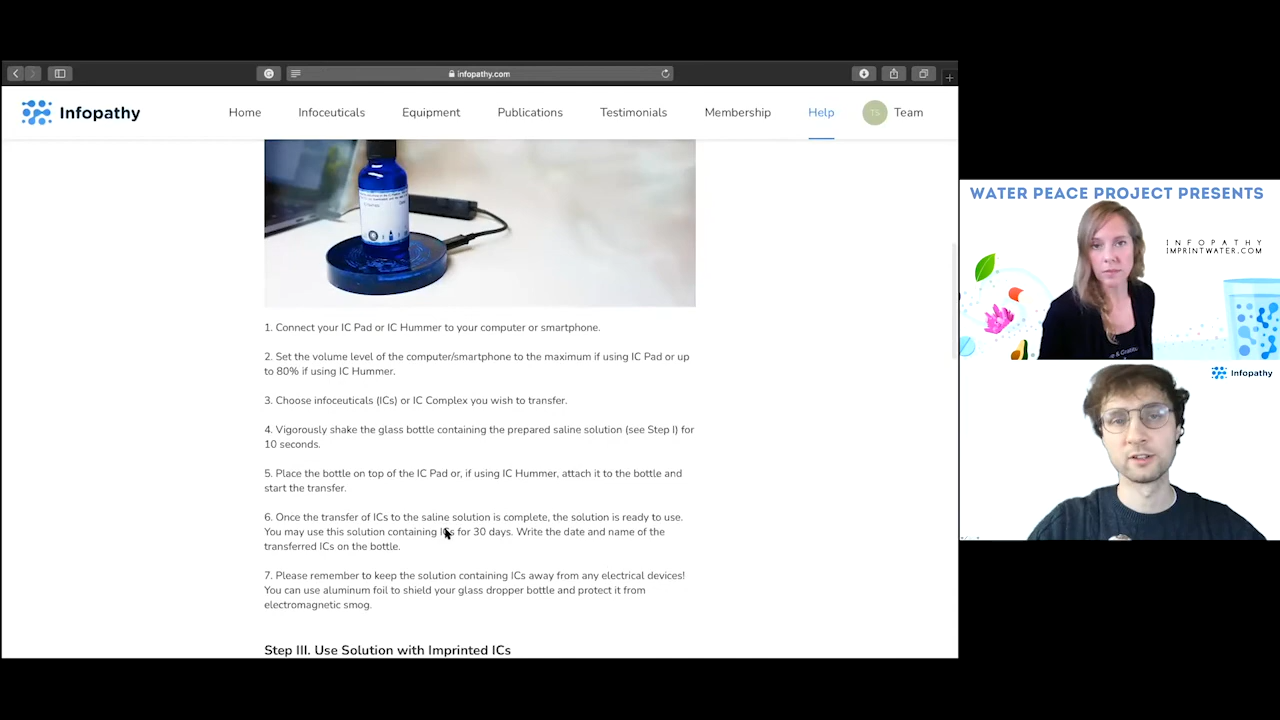 infopathy.com
Infopathy
Home
Infoceuticals
Equipment
Publications
Testimonials
Membership
Help
TS
Team
1. Connect your IC Pad or IC Hummer to your computer or smartphone.
2. Set the volume level of the computer/smartphone to the maximum if using IC Pad or up
to 80% if using IC Hummer.
3. Choose infoceuticals (ICs) or IC Complex you wish to transfer.
4. Vigorously shake the glass bottle containing the prepared saline solution (see Step I) for
10 seconds.
5. Place the bottle on top of the IC Pad or, if using IC Hummer, attach it to the bottle and
start the transfer.
6. Once the transfer of ICs to the saline solution is complete, the solution is ready to use.
You may use this solution containing ICs for 30 days. Write the date and name of the
transferred ICs on the bottle.
7. Please remember to keep the solution containing ICs away from any electrical devices!
You can use aluminum foil to shield your glass dropper bottle and protect it from
electromagnetic smog.
Step III. Use Solution with Imprinted ICs
WATER PEACE PROJECT PRESENTS
INFOPATHY
IMPRINTWATER.COM
Infopathy